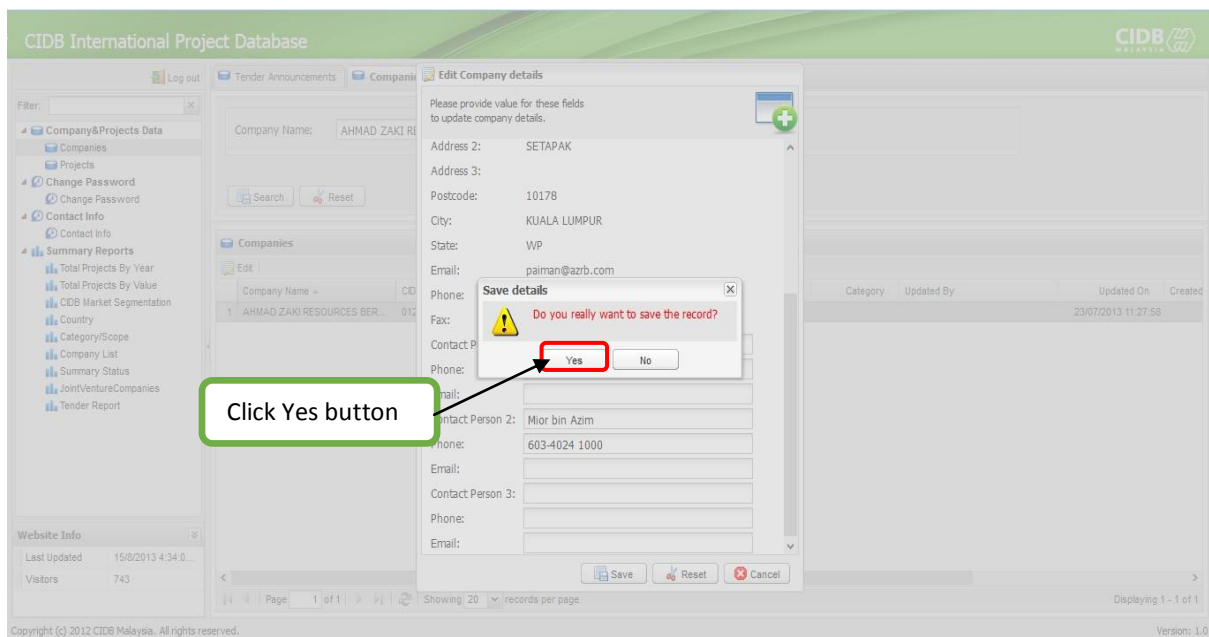 CIDB International Project Database
CIDB
MALAYSIA
Log out
Tender Announcements
Filter:
Company&Projects Data
Companies
Projects
Change Password
Change Password
Contact Info
Contact Info
Summary Reports
Total Projects By Year
Total Projects By Value
CIDB Market Segmentation
Country
Category/Scope
Company List
Summary Status
JointVentureCompanies
Tender Report
Website Info
Last Updated 15/8/2013 4:34:0...
Visitors 743
Company Name: AHMAD ZAKI
Search Reset
Companies
Edit
Company Name Category Updated By Updated On Created
1 AHMAD ZAKI RESOURCES BER... 012 23/07/2013 11:27:58
Edit Company details
Please provide value for these fields
to update company details.
Address 2: SETAPAK
Address 3:
Postcode: 10178
City: KUALA LUMPUR
State: WP
Email: paiman@azrb.com
Phone:
Fax:
Contact P
Phone:
Email:
Contact Person 2: Mior bin Azim
Phone: 603-4024 1000
Email:
Contact Person 3:
Phone:
Email:
Save Reset Cancel
Save details
Do you really want to save the record?
Yes No
Click Yes button
Page 1 of 1 Showing 20 records per page Displaying 1 - 1 of 1
Copyright (c) 2012 CIDB Malaysia. All rights reserved. Version: 1.0